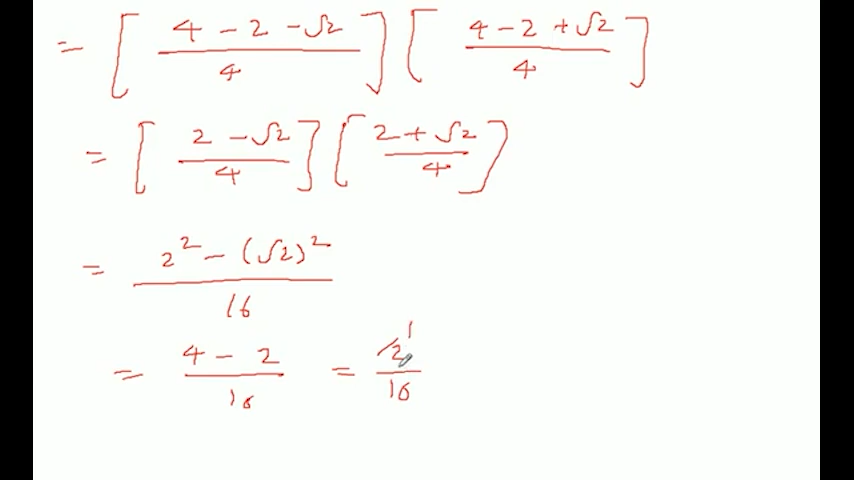 = [ 4 - 2 - √2 / 4 ] [ 4 - 2 + √2 / 4 ]
= [ 2 - √2 / 4 ] [ 2 + √2 / 4 ]
= 2² - (√2)² / 16
= 4 - 2 / 16 = 2 1 / 16